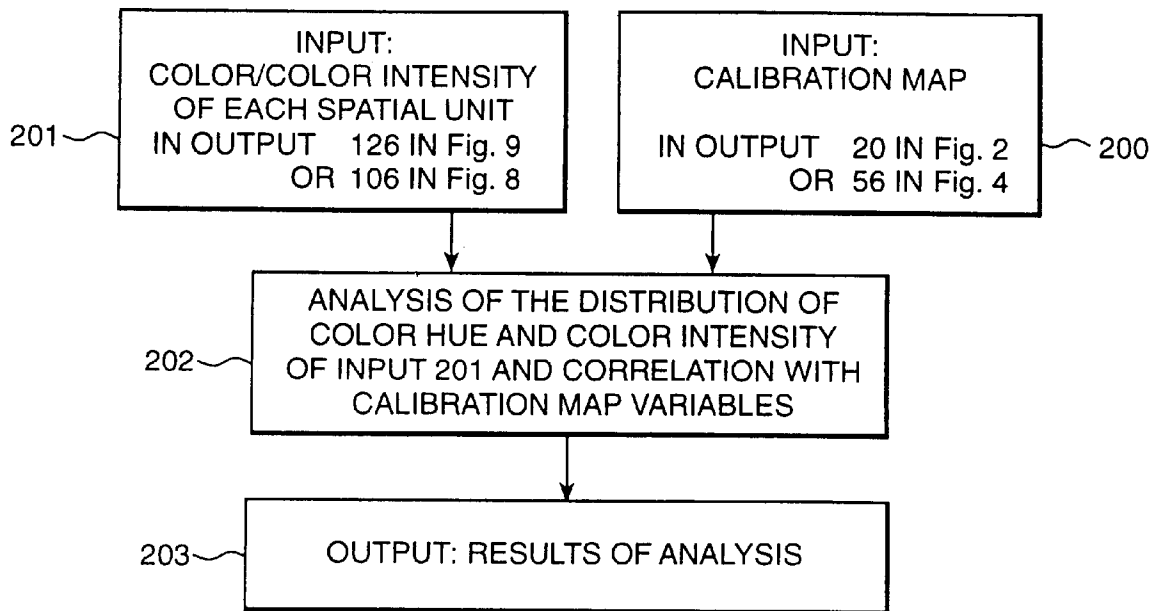 INPUT:
COLOR/COLOR INTENSITY
OF EACH SPATIAL UNIT
IN OUTPUT 126 IN Fig. 9
OR 106 IN Fig. 8
201
INPUT:
CALIBRATION MAP
IN OUTPUT 20 IN Fig. 2
OR 56 IN Fig. 4
200
ANALYSIS OF THE DISTRIBUTION OF
COLOR HUE AND COLOR INTENSITY
OF INPUT 201 AND CORRELATION WITH
CALIBRATION MAP VARIABLES
202
OUTPUT: RESULTS OF ANALYSIS
203